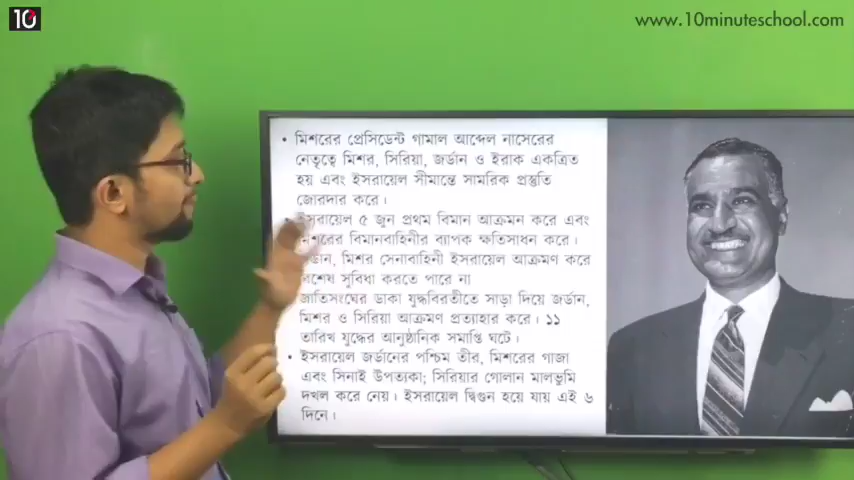 10
www.10minuteschool.com
• মিশরের প্রেসিডেন্ট গামাল আব্দেল নাসেরের
নেতৃত্বে মিশর, সিরিয়া, জর্ডান ও ইরাক একত্রিত
হয় এবং ইসরায়েল সীমান্তে সামরিক প্রস্তুতি
জোরদার করে।
ইসরায়েল ৫ জুন প্রথম বিমান আক্রমন করে এবং
মিশরের বিমানবাহিনীর ব্যাপক ক্ষতিসাধন করে।
মিশর সেনাবাহিনী ইসরায়েল আক্রমণ করে
সুবিধা করতে পারে না
জাতিসংঘের ডাকা যুদ্ধবিরতীতে সাড়া দিয়ে জর্ডান,
মিশর ও সিরিয়া আক্রমণ প্রত্যাহার করে। ১১
তারিখ যুদ্ধের আনুষ্ঠানিক সমাপ্তি ঘটে।
• ইসরায়েল জর্ডানের পশ্চিম তীর, মিশরের গাজা
এবং সিনাই উপত্যকা; সিরিয়ার গোলান মালভূমি
দখল করে নেয়। ইসরায়েল দ্বিগুন হয়ে যায় এই ৬
দিনে।